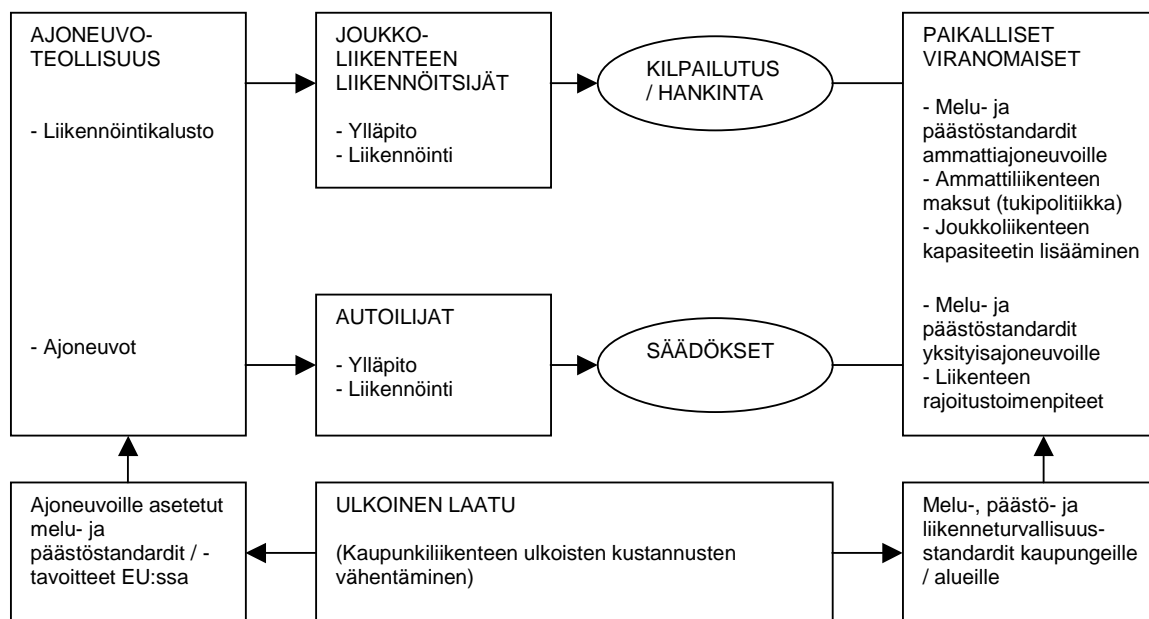 AJONEUVO-
TEOLLISUUS
- Liikennöintikalusto
- Ajoneuvot
JOUKKO-
LIIKENTEEN
LIIKENNÖITSIJÄT
- Ylläpito
- Liikennöinti
KILPAILUTUS
/ HANKINTA
PAIKALLISET
VIRANOMAISET
- Melu- ja
päästöstandardit
ammattiajoneuvoille
- Ammattiliikenteen
maksut (tukipolitiikka)
- Joukkoliikenteen
kapasiteetin lisääminen
- Melu- ja
päästöstandardit
yksityisajoneuvoille
- Liikenteen
rajoitustoimenpiteet
AUTOILIJAT
- Ylläpito
- Liikennöinti
SÄÄDÖKSET
Ajoneuvoille asetetut
melu- ja
päästöstandardit / -
tavoitteet EU:ssa
ULKOINEN LAATU
(Kaupunkiliikenteen ulkoisten kustannusten
vähentäminen)
Melu-, päästö- ja
liikenneturvallisuus-
standardit kaupungeille
/ alueille